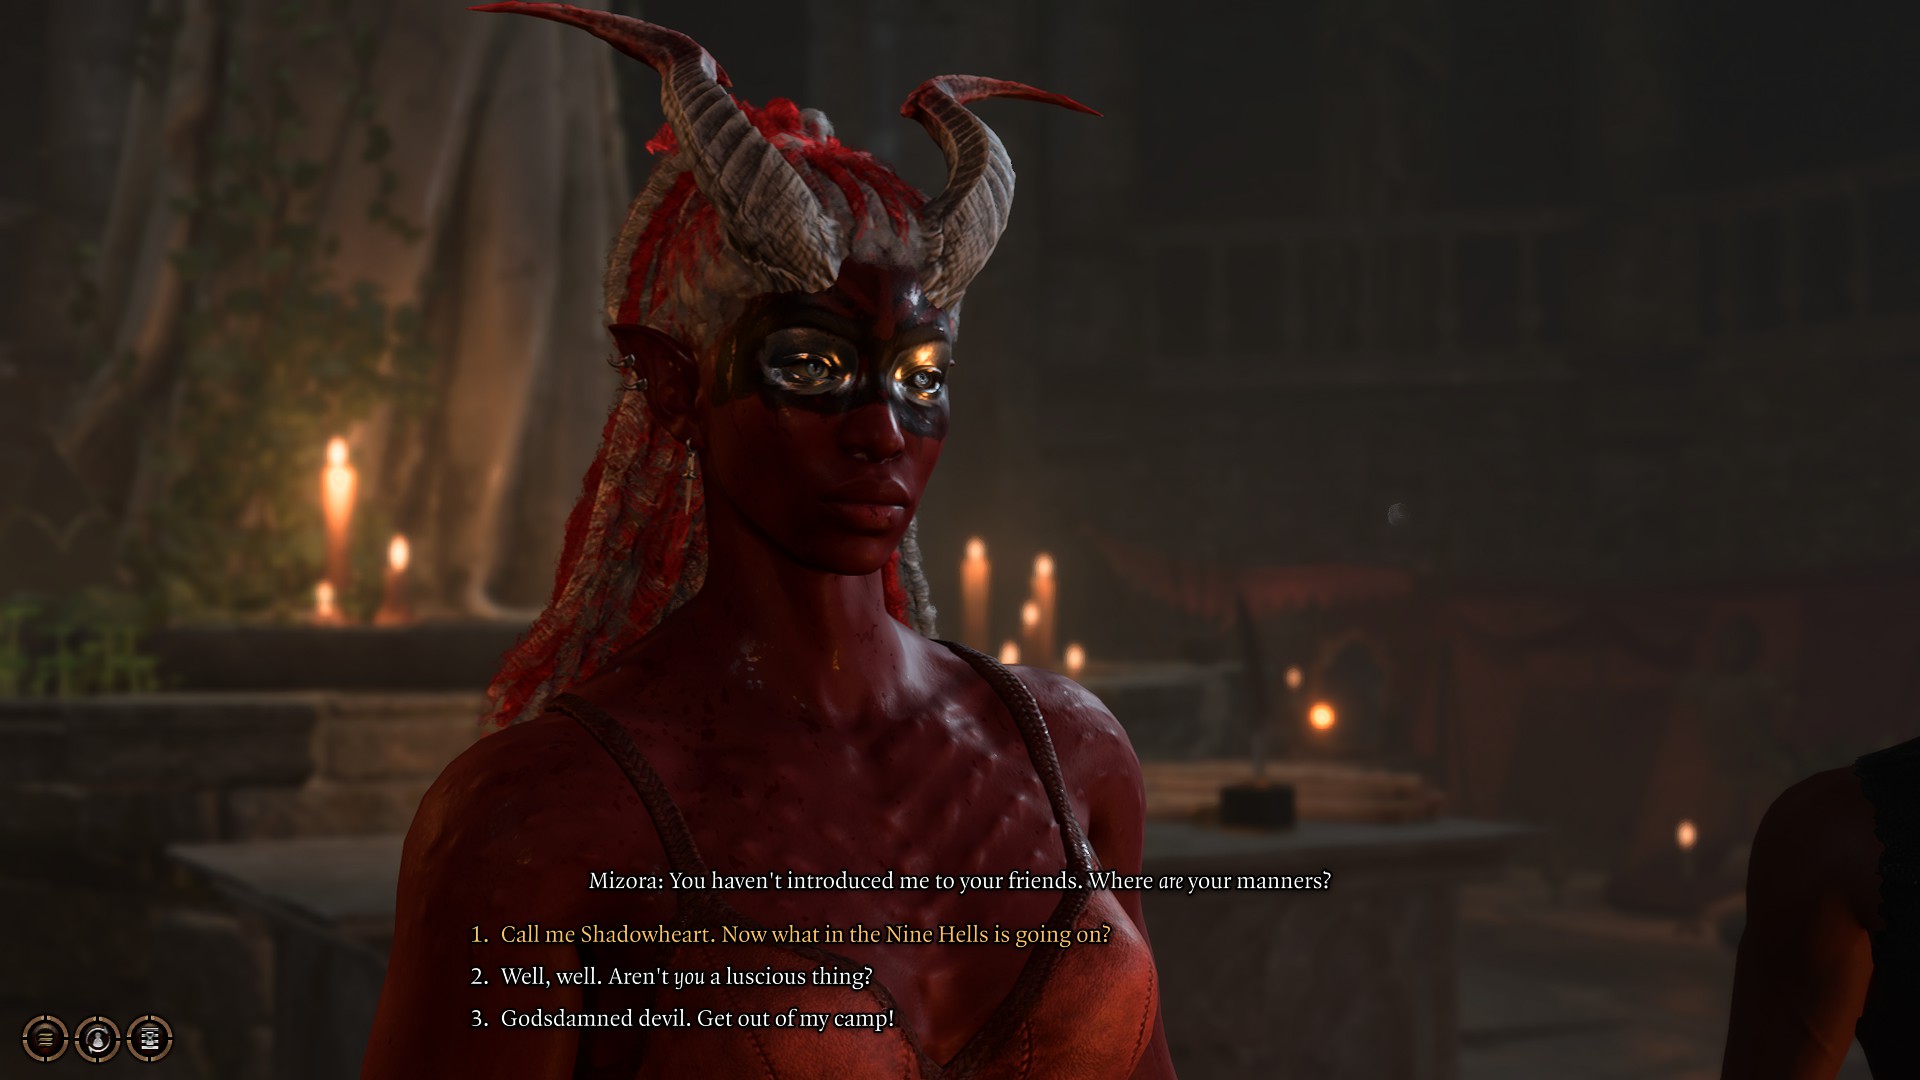 Mizora: You haven't introduced me to your friends. Where are your manners?
1. Call me Shadowheart. Now what in the Nine Hells is going on?
2. Well, well. Aren't you a luscious thing?
3. Godsdamned devil. Get out of my camp!